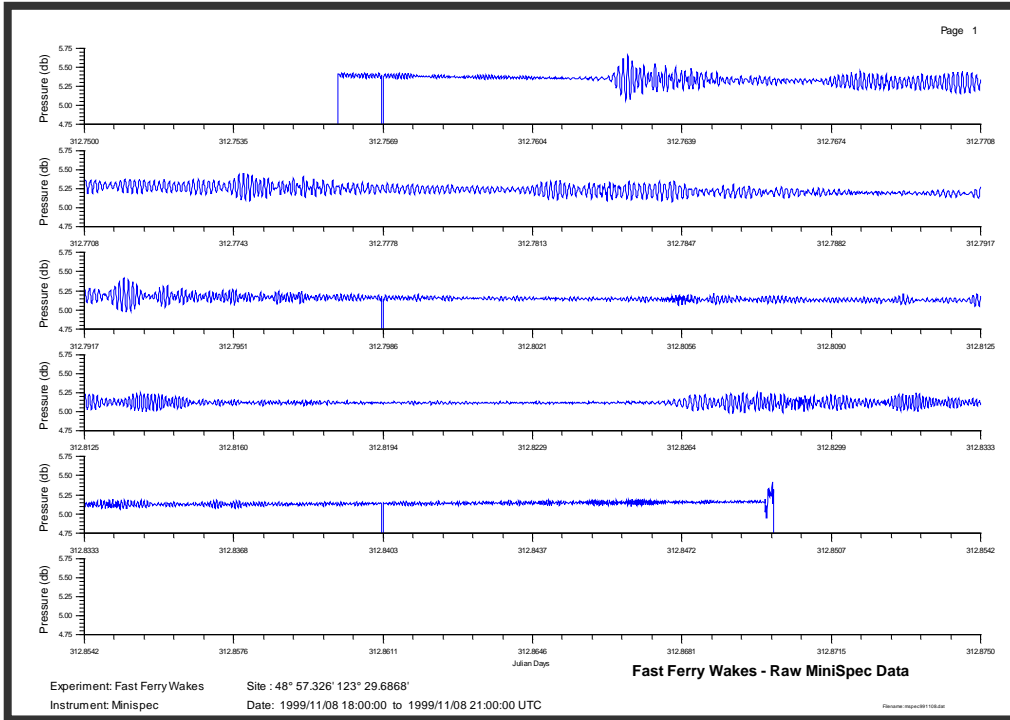 Page 1
Pressure (db)
5.75
5.50
5.25
5.00
4.75
312.7500 312.7535 312.7569 312.7604 312.7639 312.7674 312.7708
Pressure (db)
5.75
5.50
5.25
5.00
4.75
312.7708 312.7743 312.7778 312.7813 312.7847 312.7882 312.7917
Pressure (db)
5.75
5.50
5.25
5.00
4.75
312.7917 312.7951 312.7986 312.8021 312.8056 312.8090 312.8125
Pressure (db)
5.75
5.50
5.25
5.00
4.75
312.8125 312.8160 312.8194 312.8229 312.8264 312.8299 312.8333
Pressure (db)
5.75
5.50
5.25
5.00
4.75
312.8333 312.8368 312.8403 312.8437 312.8472 312.8507 312.8542
Pressure (db)
5.75
5.50
5.25
5.00
4.75
312.8542 312.8576 312.8611 312.8646 312.8681 312.8715 312.8750
Julian Days
Fast Ferry Wakes - Raw MiniSpec Data
Experiment: Fast Ferry Wakes Site : 48° 57.326' 123° 29.6868'
Instrument: Minispec Date: 1999/11/08 18:00:00 to 1999/11/08 21:00:00 UTC
Filename: mspec991108.dat